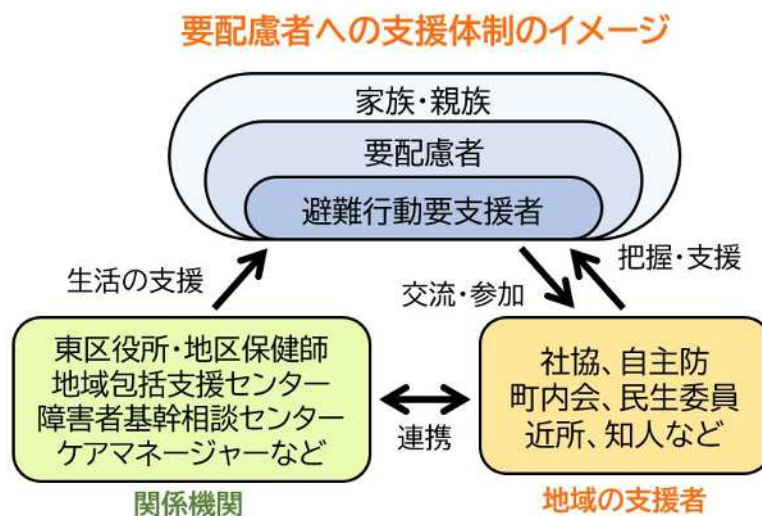 要配慮者への支援体制のイメージ
家族・親族
要配慮者
避難行動要支援者
生活の支援
交流・参加
把握・支援
東区役所・地区保健師
地域包括支援センター
障害者基幹相談センター
ケアマネージャーなど
関係機関
連携
社協、自主防
町内会、民生委員
近所、知人など
地域の支援者